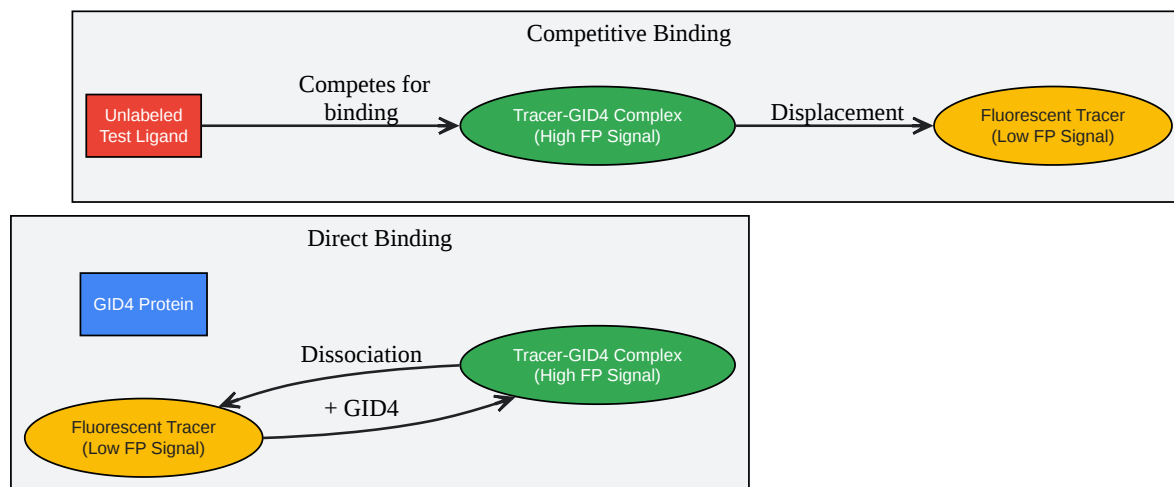 Competitive Binding
Unlabeled
Test Ligand
Competes for
binding
Tracer-GID4 Complex
(High FP Signal)
Displacement
Fluorescent Tracer
(Low FP Signal)
Direct Binding
GID4 Protein
Dissociation
Tracer-GID4 Complex
(High FP Signal)
+ GID4
Fluorescent Tracer
(Low FP Signal)